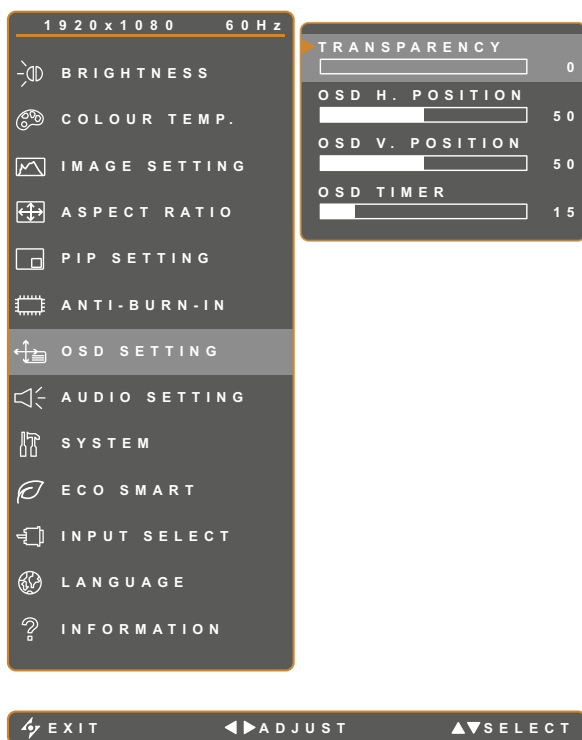 1920x1080 60Hz
BRIGHTNESS
COLOUR TEMP.
IMAGE SETTING
ASPECT RATIO
PIP SETTING
ANTI-BURN-IN
OSD SETTING
AUDIO SETTING
SYSTEM
ECO SMART
INPUT SELECT
LANGUAGE
INFORMATION
TRANSPARENCY
0
OSD H. POSITION
50
OSD V. POSITION
50
OSD TIMER
15
EXIT ADJUST SELECT